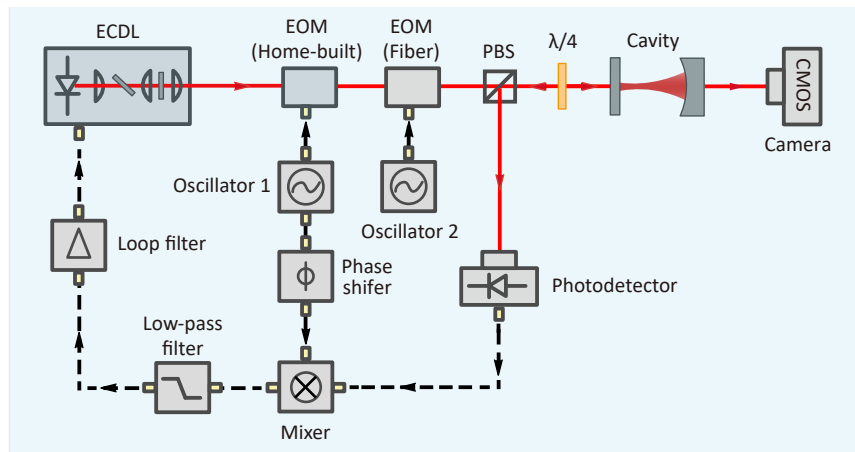 ECDL
EOM
(Home-built)
EOM
(Fiber)
PBS
λ/4
Cavity
CMOS
Camera
Oscillator 1
Oscillator 2
Loop filter
Phase
shifer
ϕ
Photodetector
Low-pass
filter
Mixer